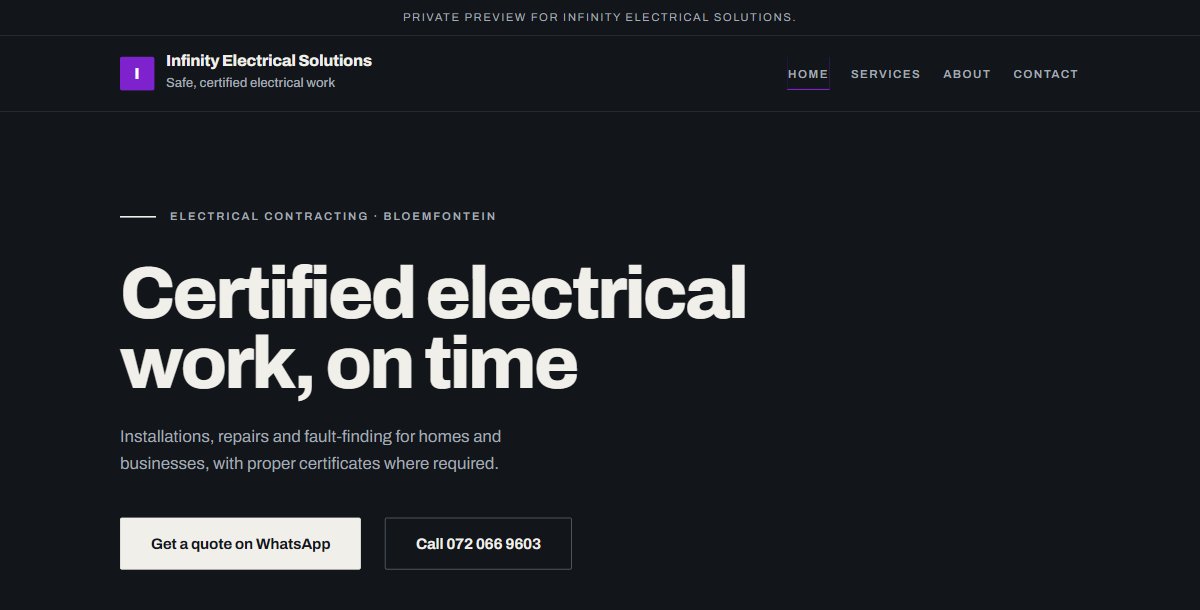 PRIVATE PREVIEW FOR INFINITY ELECTRICAL SOLUTIONS.
I
Infinity Electrical Solutions
Safe, certified electrical work
HOME SERVICES ABOUT CONTACT
ELECTRICAL CONTRACTING · BLOEMFONTEIN
Certified electrical
work, on time
Installations, repairs and fault-finding for homes and
businesses, with proper certificates where required.
Get a quote on WhatsApp
Call 072 066 9603